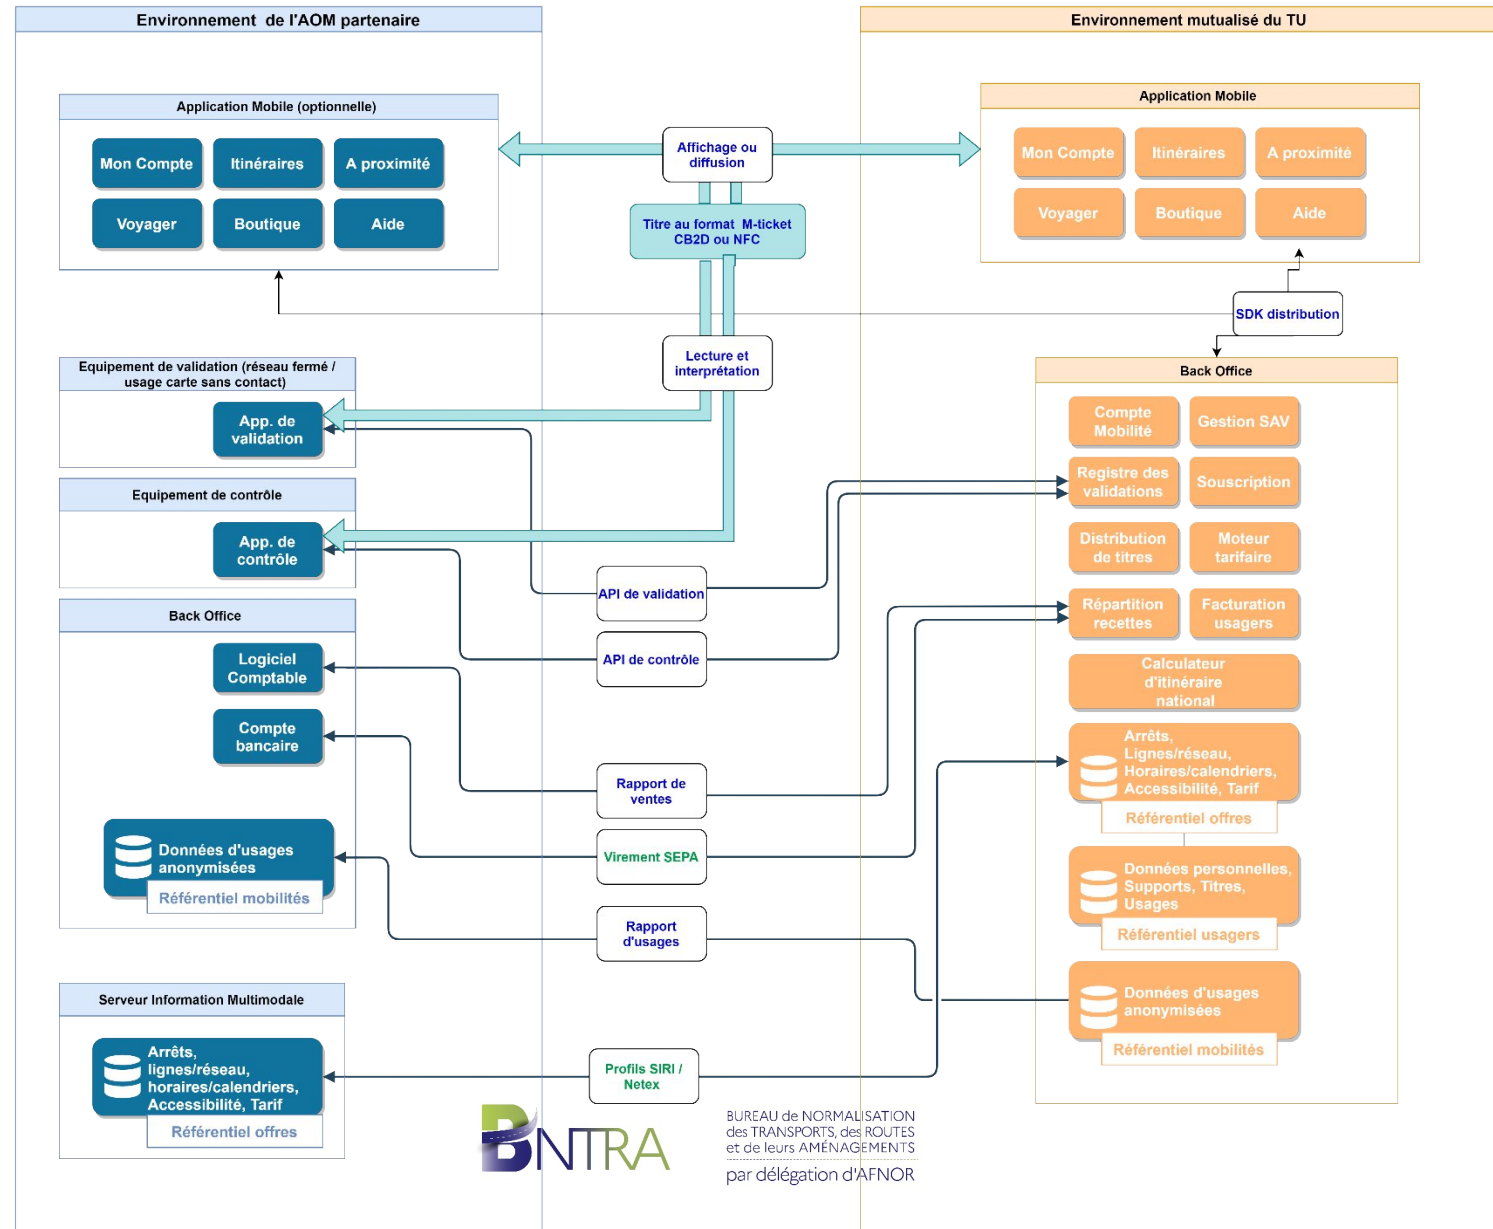 Environnement  de l'AOM partenaire
Environnement mutualisé du TU
Application Mobile (optionnelle)
Mon Compte
Itinéraires
A proximité
Voyager
Boutique
Aide
Affichage ou
diffusion
Titre au format  M-ticket
CB2D ou NFC
Application Mobile
Mon Compte
Itinéraires
A proximité
Voyager
Boutique
Aide
SDK distribution
Lecture et
interprétation
Equipement de validation (réseau fermé /
usage carte sans contact)
App. de
validation
Equipement de contrôle
App. de
contrôle
Back Office
Logiciel
Comptable
Compte
bancaire
Données d'usages
anonymisées
Référentiel mobilités
Serveur Information Multimodale
Arrêts,
lignes/réseau,
horaires/calendriers,
Accessibilité, Tarif
Référentiel offres
API de validation
API de contrôle
Rapport de
ventes
Virement SEPA
Rapport
d'usages
Profils SIRI /
Netex
Back Office
Compte
Mobilité
Gestion SAV
Registre des
validations
Souscription
Distribution
de titres
Moteur
tarifaire
Répartition
recettes
Facturation
usagers
Calculateur
d'itinéraire
national
Arrêts,
Lignes/réseau,
Horaires/calendriers,
Accessibilité, Tarif
Référentiel offres
Données personnelles,
Supports, Titres,
Usages
Référentiel usagers
Données d'usages
anonymisées
Référentiel mobilités
BNTRA
BUREAU de NORMALISATION
des TRANSPORTS, des ROUTES
et de leurs AMÉNAGEMENTS
par délégation d'AFNOR